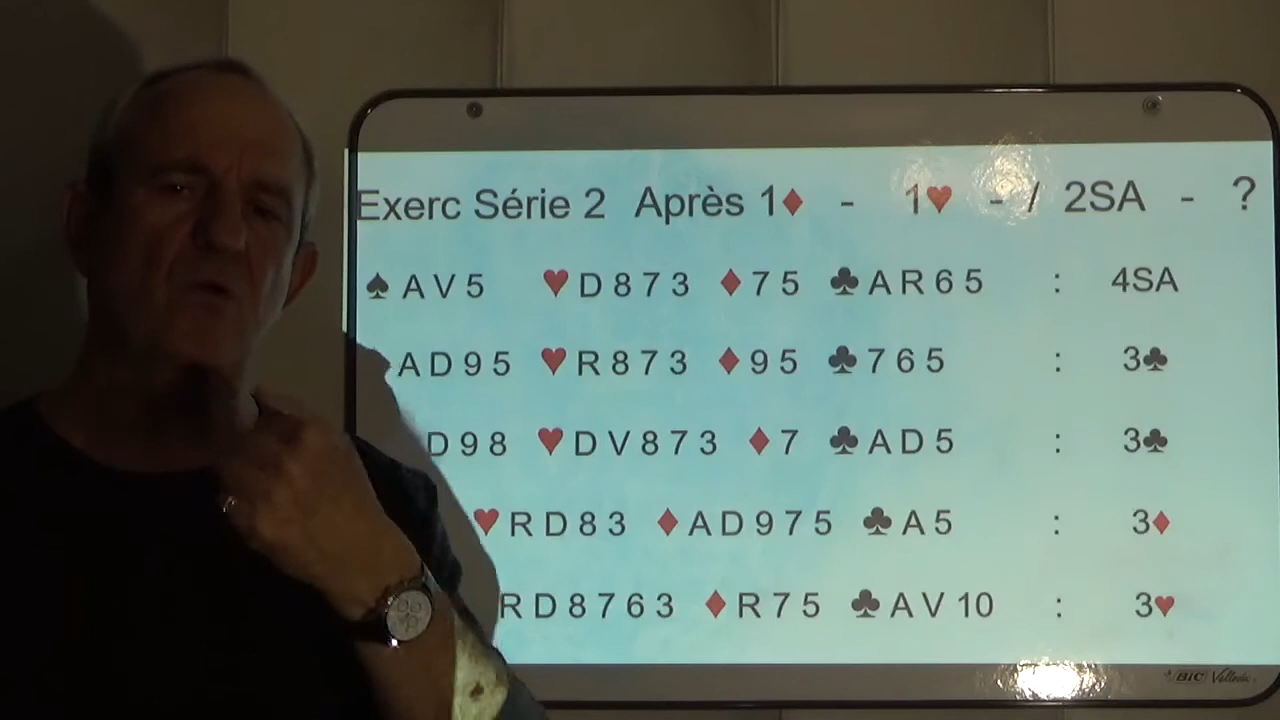 Exerc Série 2 Après 1♦ - 1♥ - / 2SA - ?
♠ A V 5 ♥ D 8 7 3 ♦ 7 5 ♣ A R 6 5 : 4SA
A D 9 5 ♥ R 8 7 3 ♦ 9 5 ♣ 7 6 5 : 3♣
D 9 8 ♥ D V 8 7 3 ♦ 7 ♣ A D 5 : 3♣
♥ R D 8 3 ♦ A D 9 7 5 ♣ A 5 : 3♦
R D 8 7 6 3 ♦ R 7 5 ♣ A V 10 : 3♥
BIC Velleda